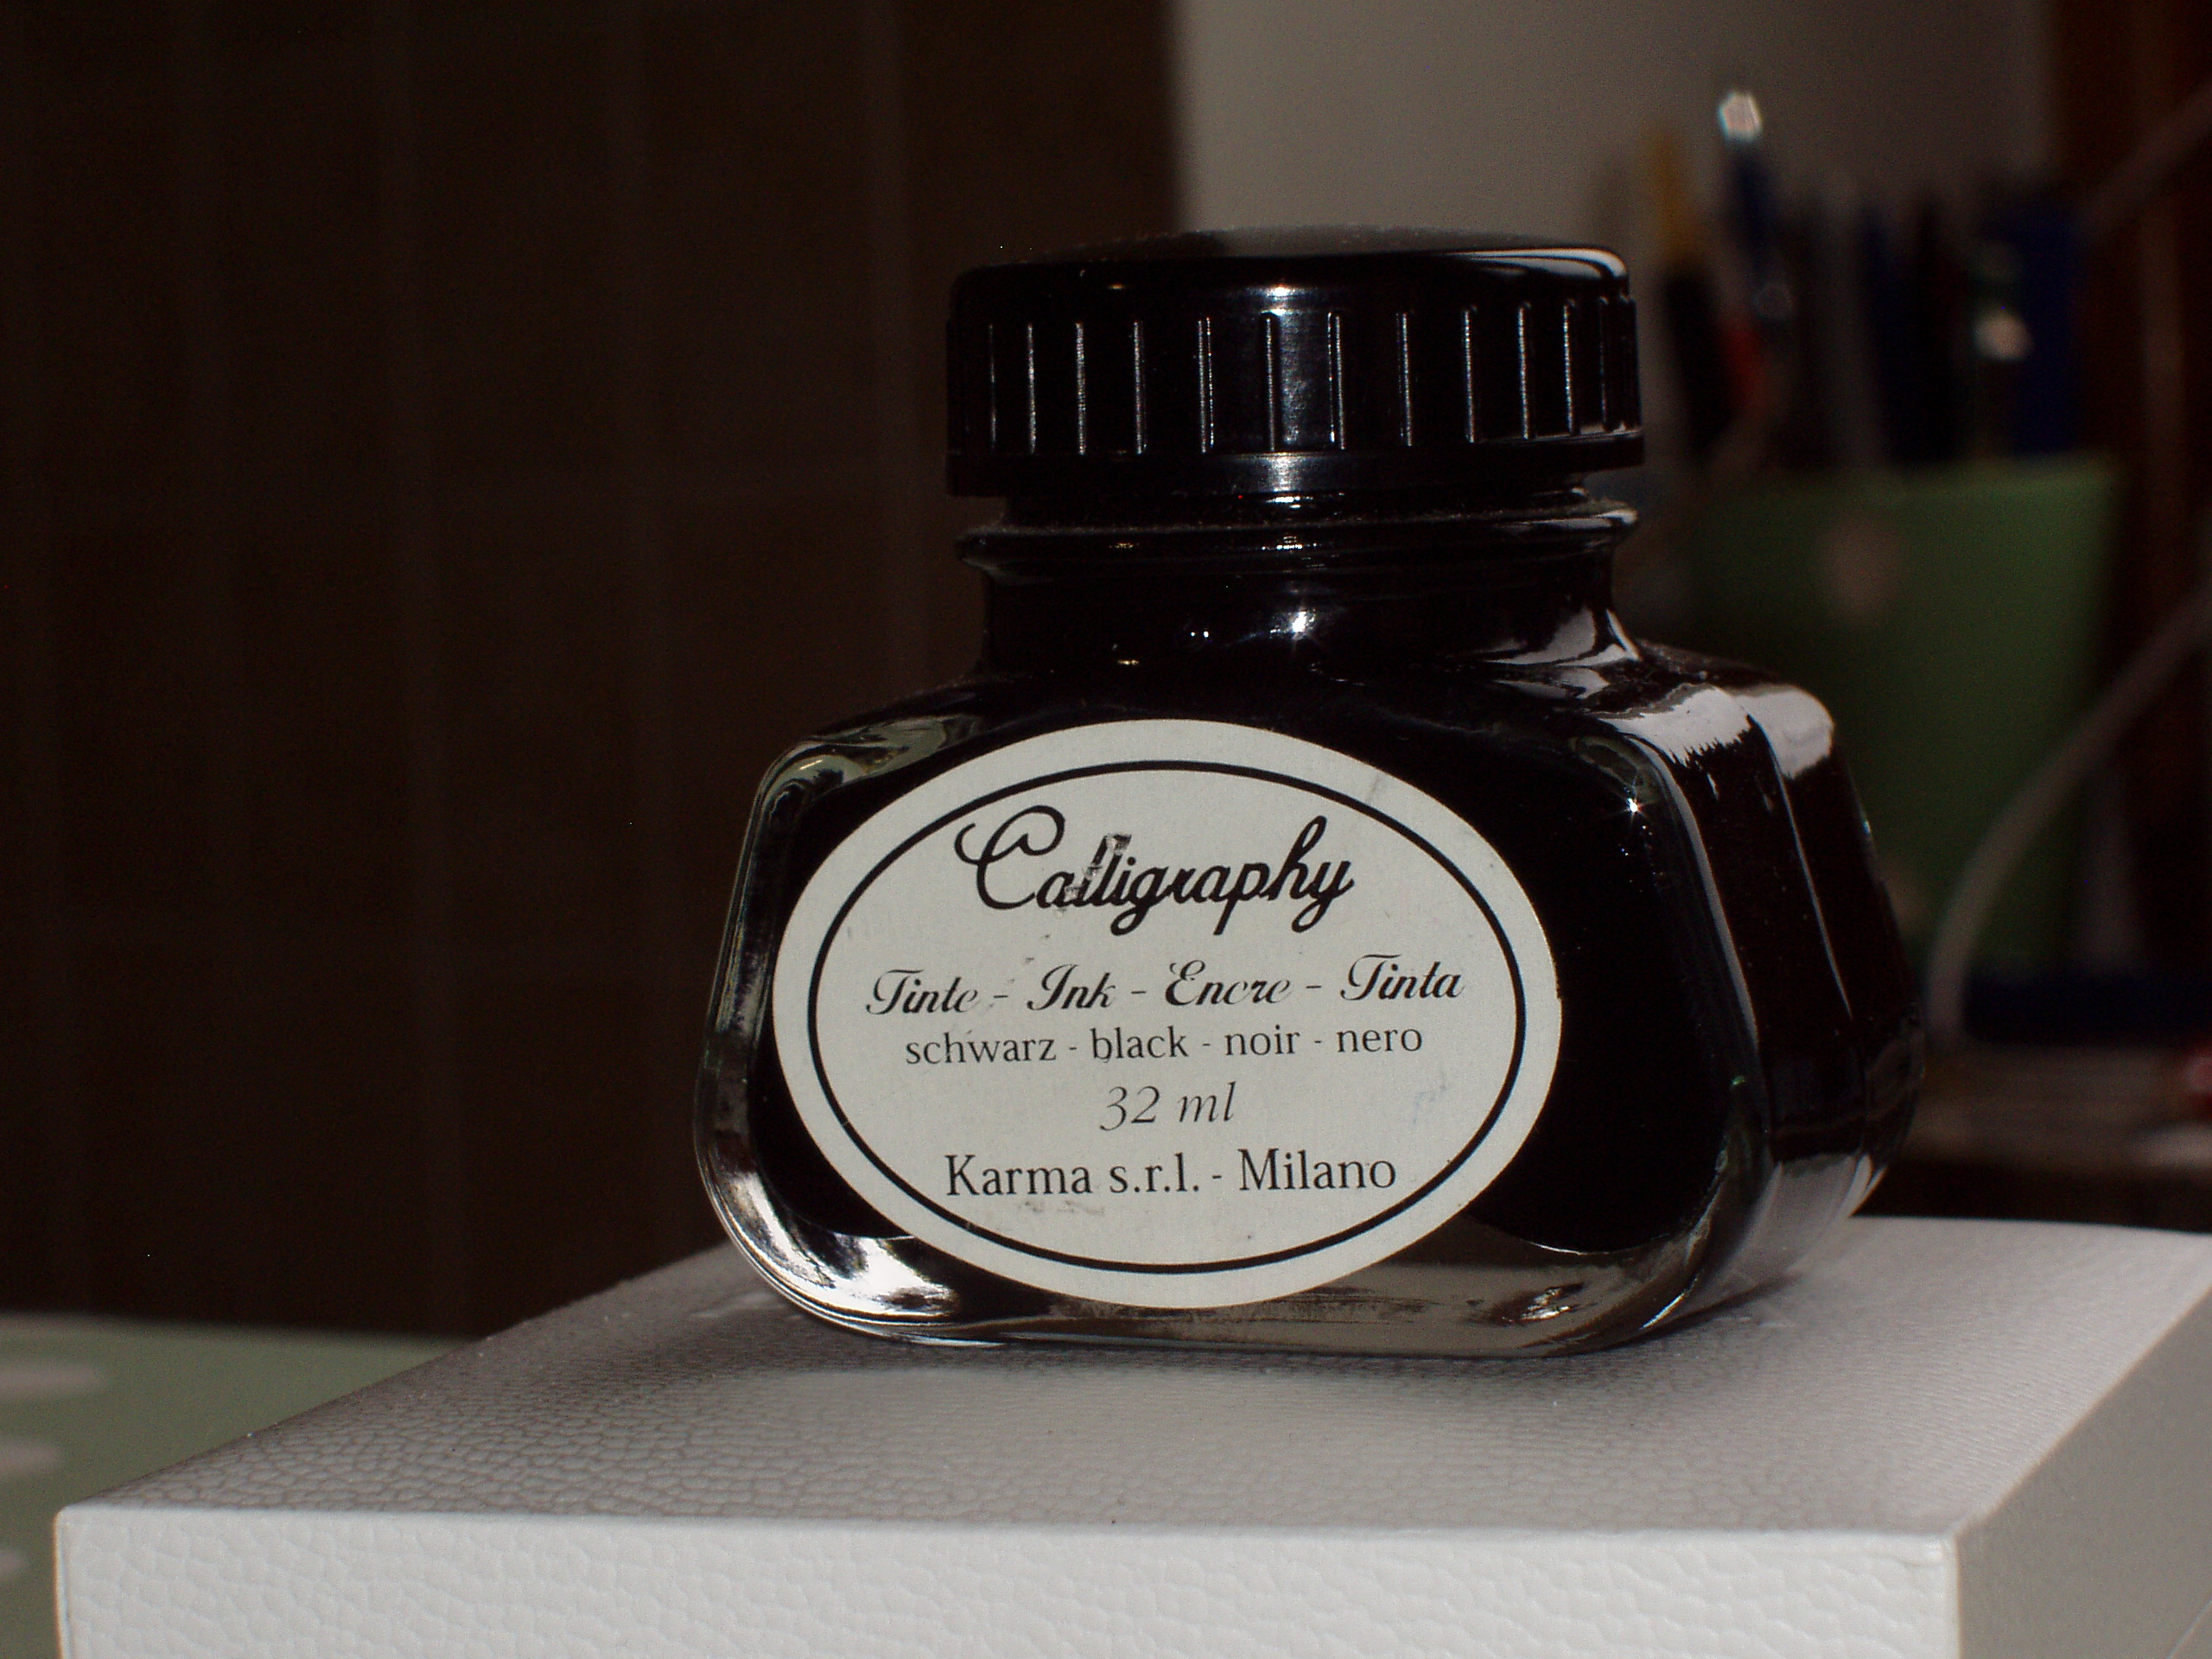 Calligraphy
Tinte - Ink - Encre - Tinta
schwarz - black - noir - nero
32 ml
Karma s.r.l. - Milano